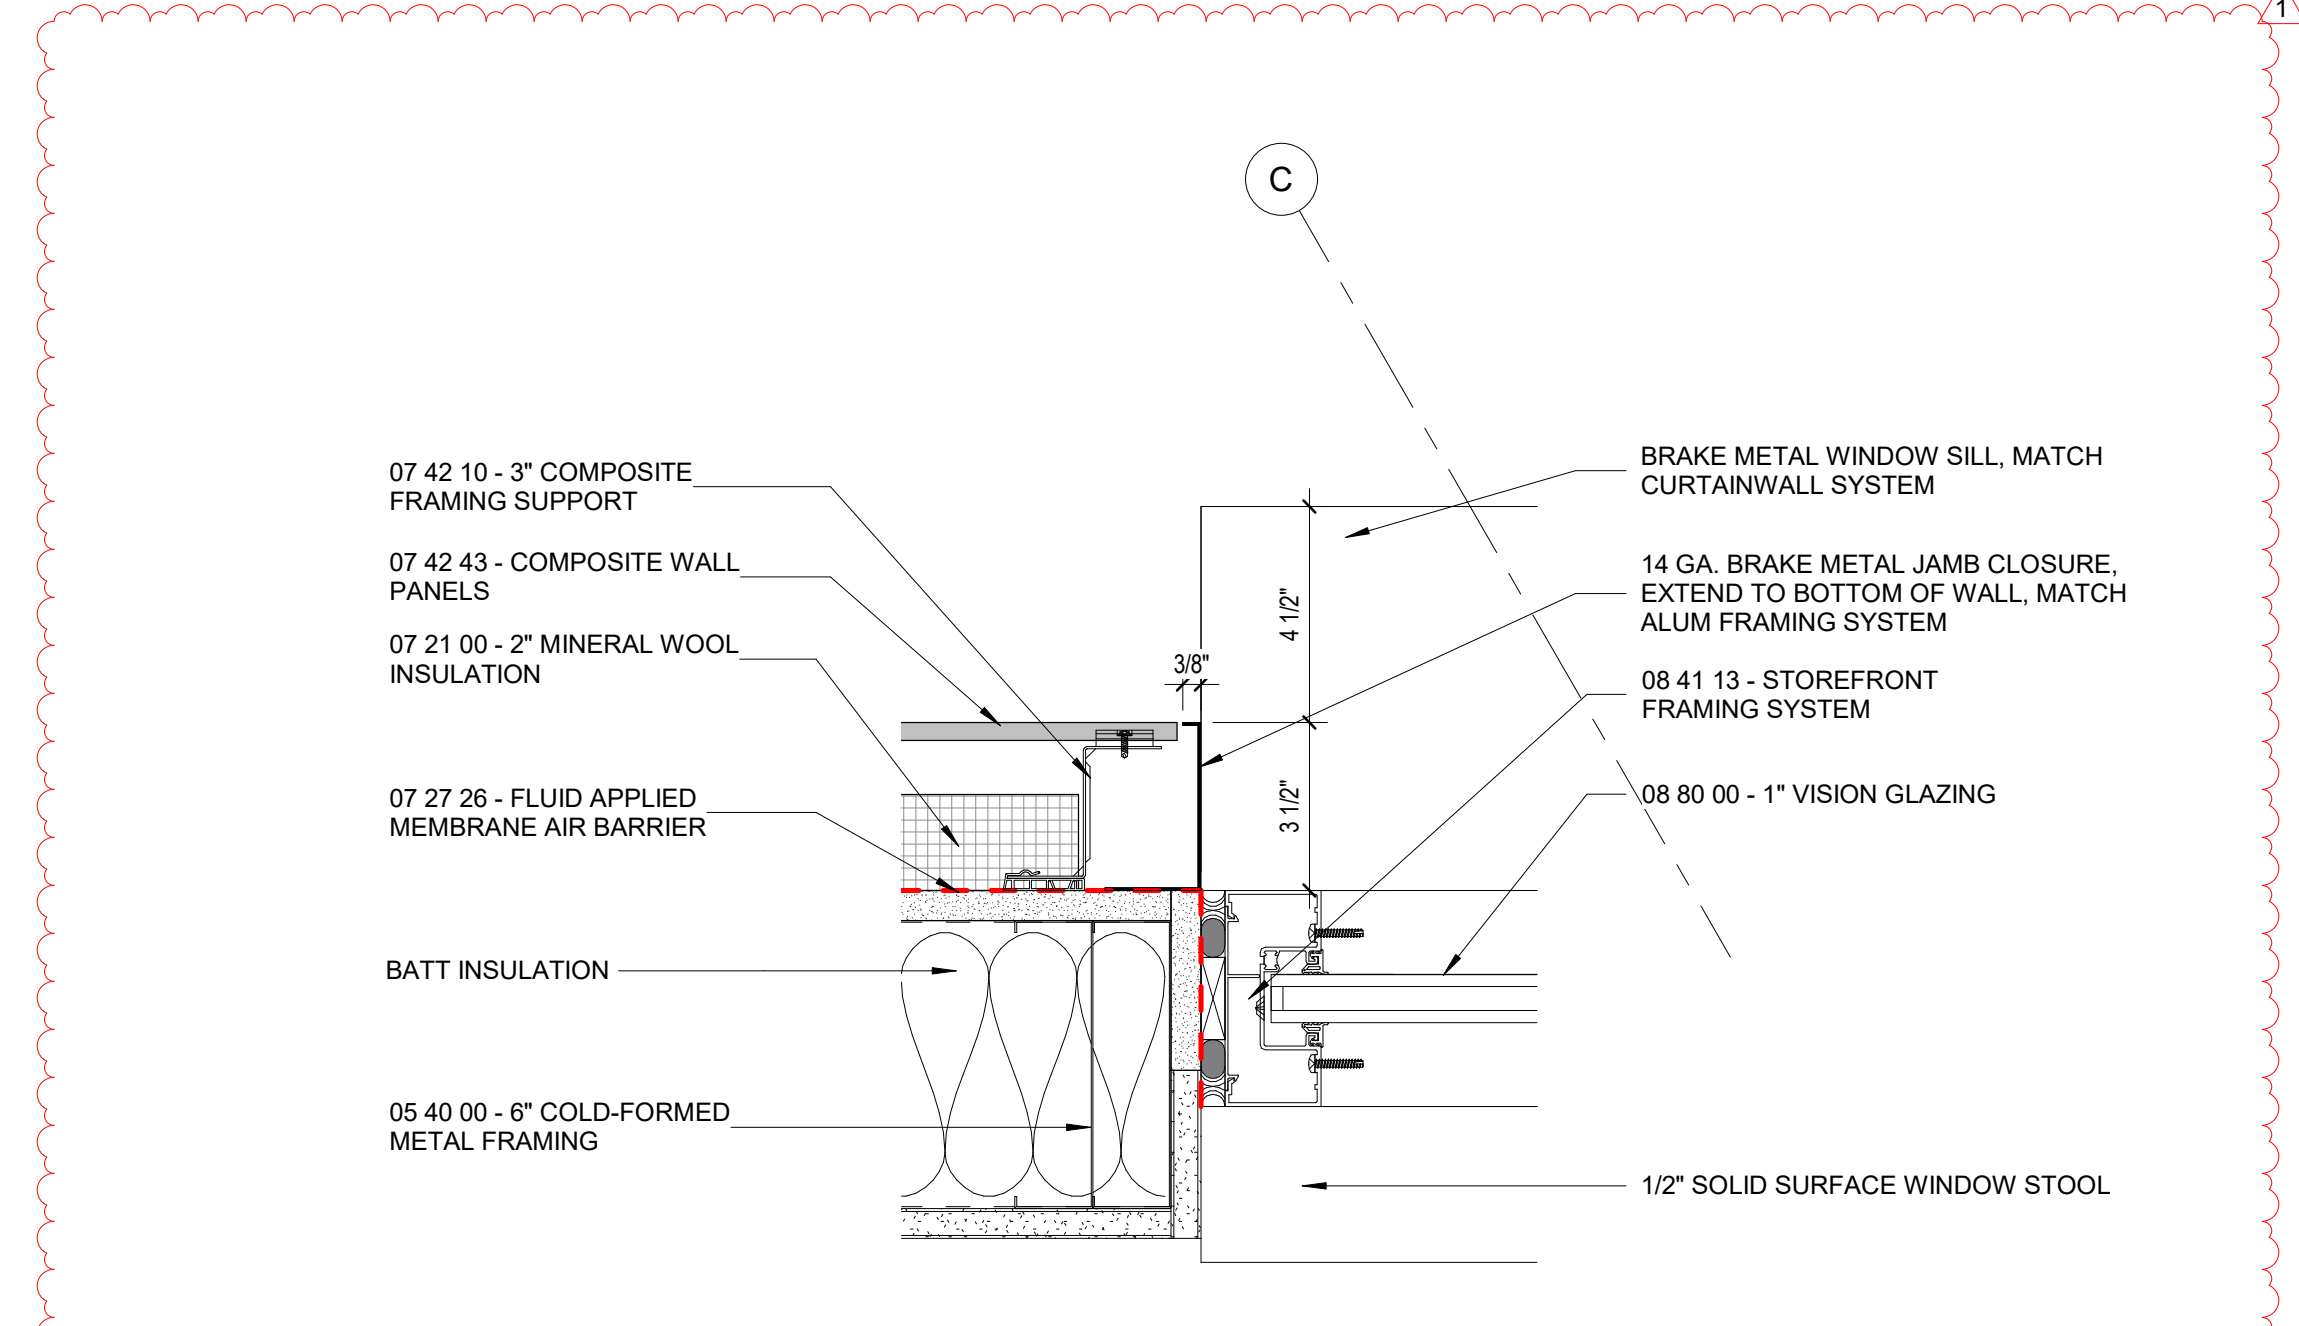 1
C
07 42 10 - 3" COMPOSITE
FRAMING SUPPORT
07 42 43 - COMPOSITE WALL
PANELS
07 21 00 - 2" MINERAL WOOL
INSULATION
07 27 26 - FLUID APPLIED
MEMBRANE AIR BARRIER
BATT INSULATION
05 40 00 - 6" COLD-FORMED
METAL FRAMING
3/8"
4 1/2"
3 1/2"
BRAKE METAL WINDOW SILL, MATCH
CURTAINWALL SYSTEM
14 GA. BRAKE METAL JAMB CLOSURE,
EXTEND TO BOTTOM OF WALL, MATCH
ALUM FRAMING SYSTEM
08 41 13 - STOREFRONT
FRAMING SYSTEM
08 80 00 - 1" VISION GLAZING
1/2" SOLID SURFACE WINDOW STOOL